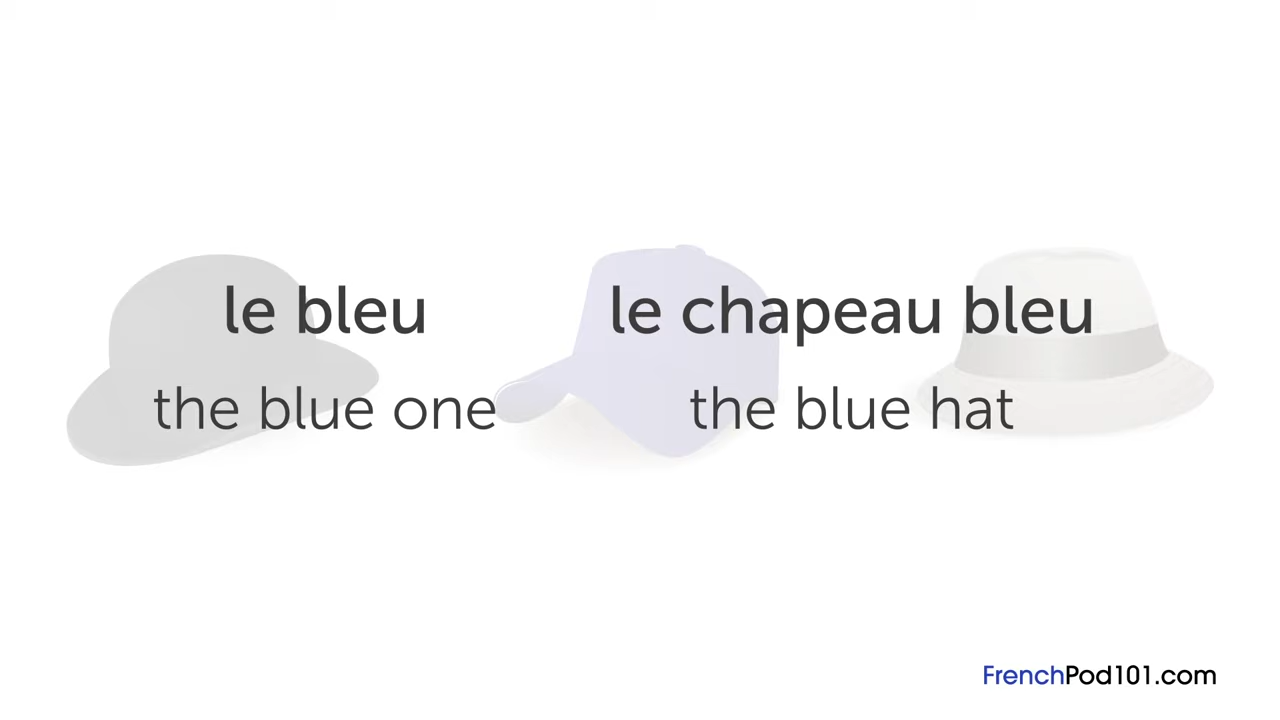 le bleu
the blue one
le chapeau bleu
the blue hat
FrenchPod101.com